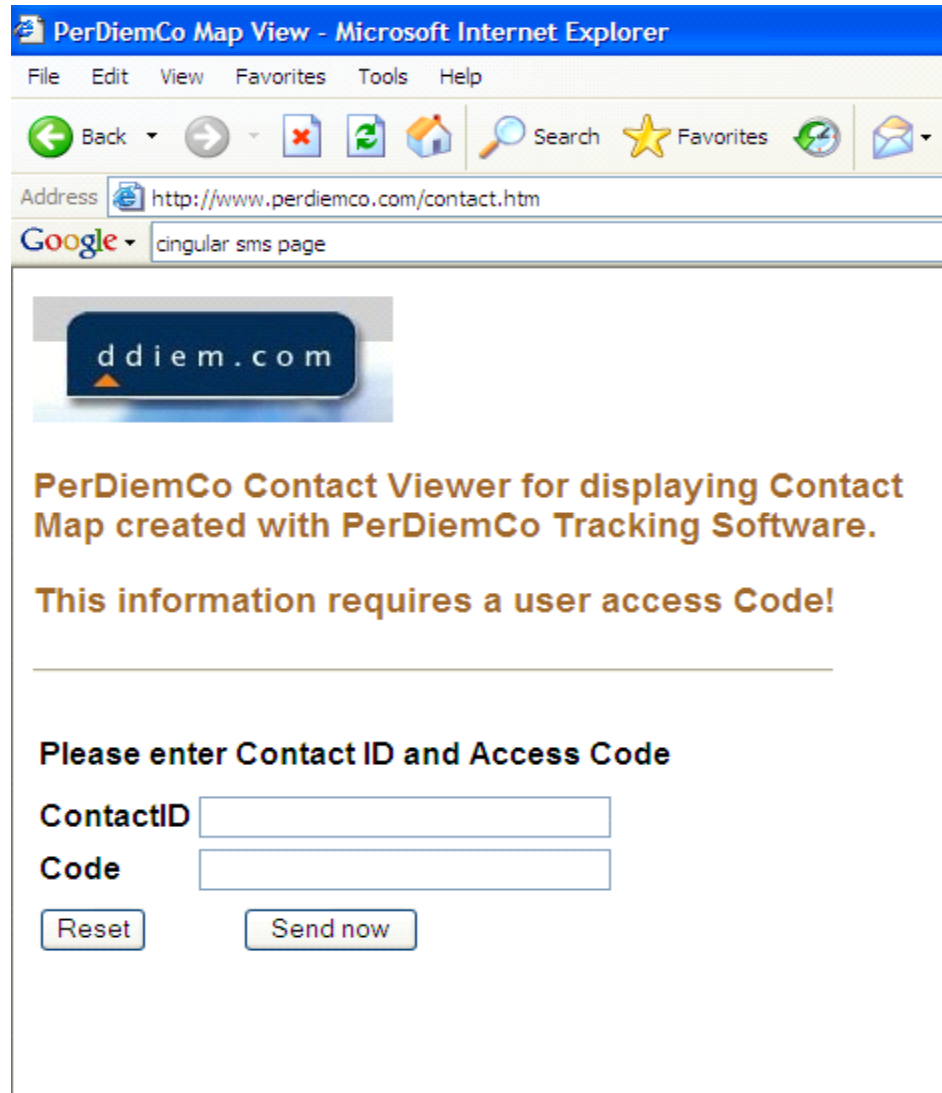 PerDiemCo Map View - Microsoft Internet Explorer
File Edit View Favorites Tools Help
Back Search Favorites
Address http://www.perdiemco.com/contact.htm
Google cingular sms page
ddiem.com
PerDiemCo Contact Viewer for displaying Contact
Map created with PerDiemCo Tracking Software.
This information requires a user access Code!
Please enter Contact ID and Access Code
ContactID
Code
Reset Send now